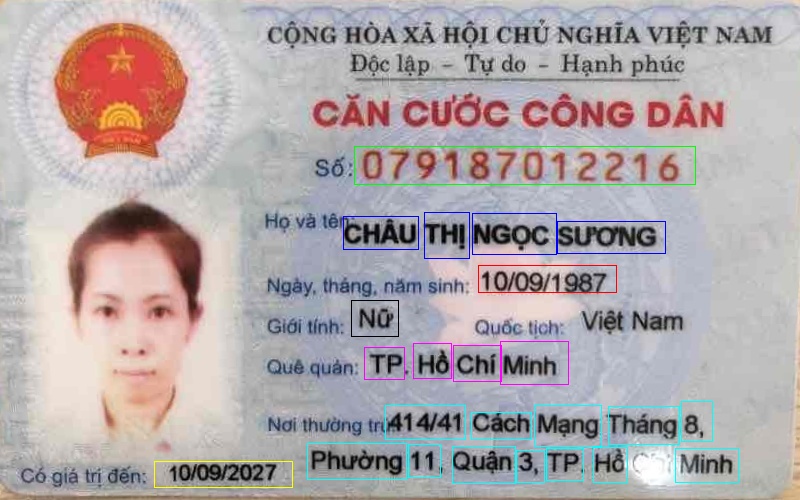 CỘNG HÒA XÃ HỘI CHỦ NGHĨA VIỆT NAM
Độc lập - Tự do - Hạnh phúc
CĂN CƯỚC CÔNG DÂN
Số: 079187012216
Họ và tên: CHÂU THỊ NGỌC SƯƠNG
Ngày, tháng, năm sinh: 10/09/1987
Giới tính: Nữ Quốc tịch: Việt Nam
Quê quán: TP. Hồ Chí Minh
Nơi thường trú: 414/41 Cách Mạng Tháng 8,
Phường 11, Quận 3, TP. Hồ Minh
Có giá trị đến: 10/09/2027